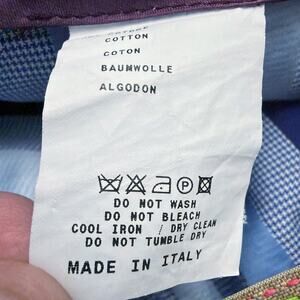 COTTON
COTON
BAUMWOLLE
ALGODON
P
DO NOT WASH
DO NOT BLEACH
COOL IRON / DRY CLEAN
DO NOT TUMBLE DRY
MADE IN ITALY